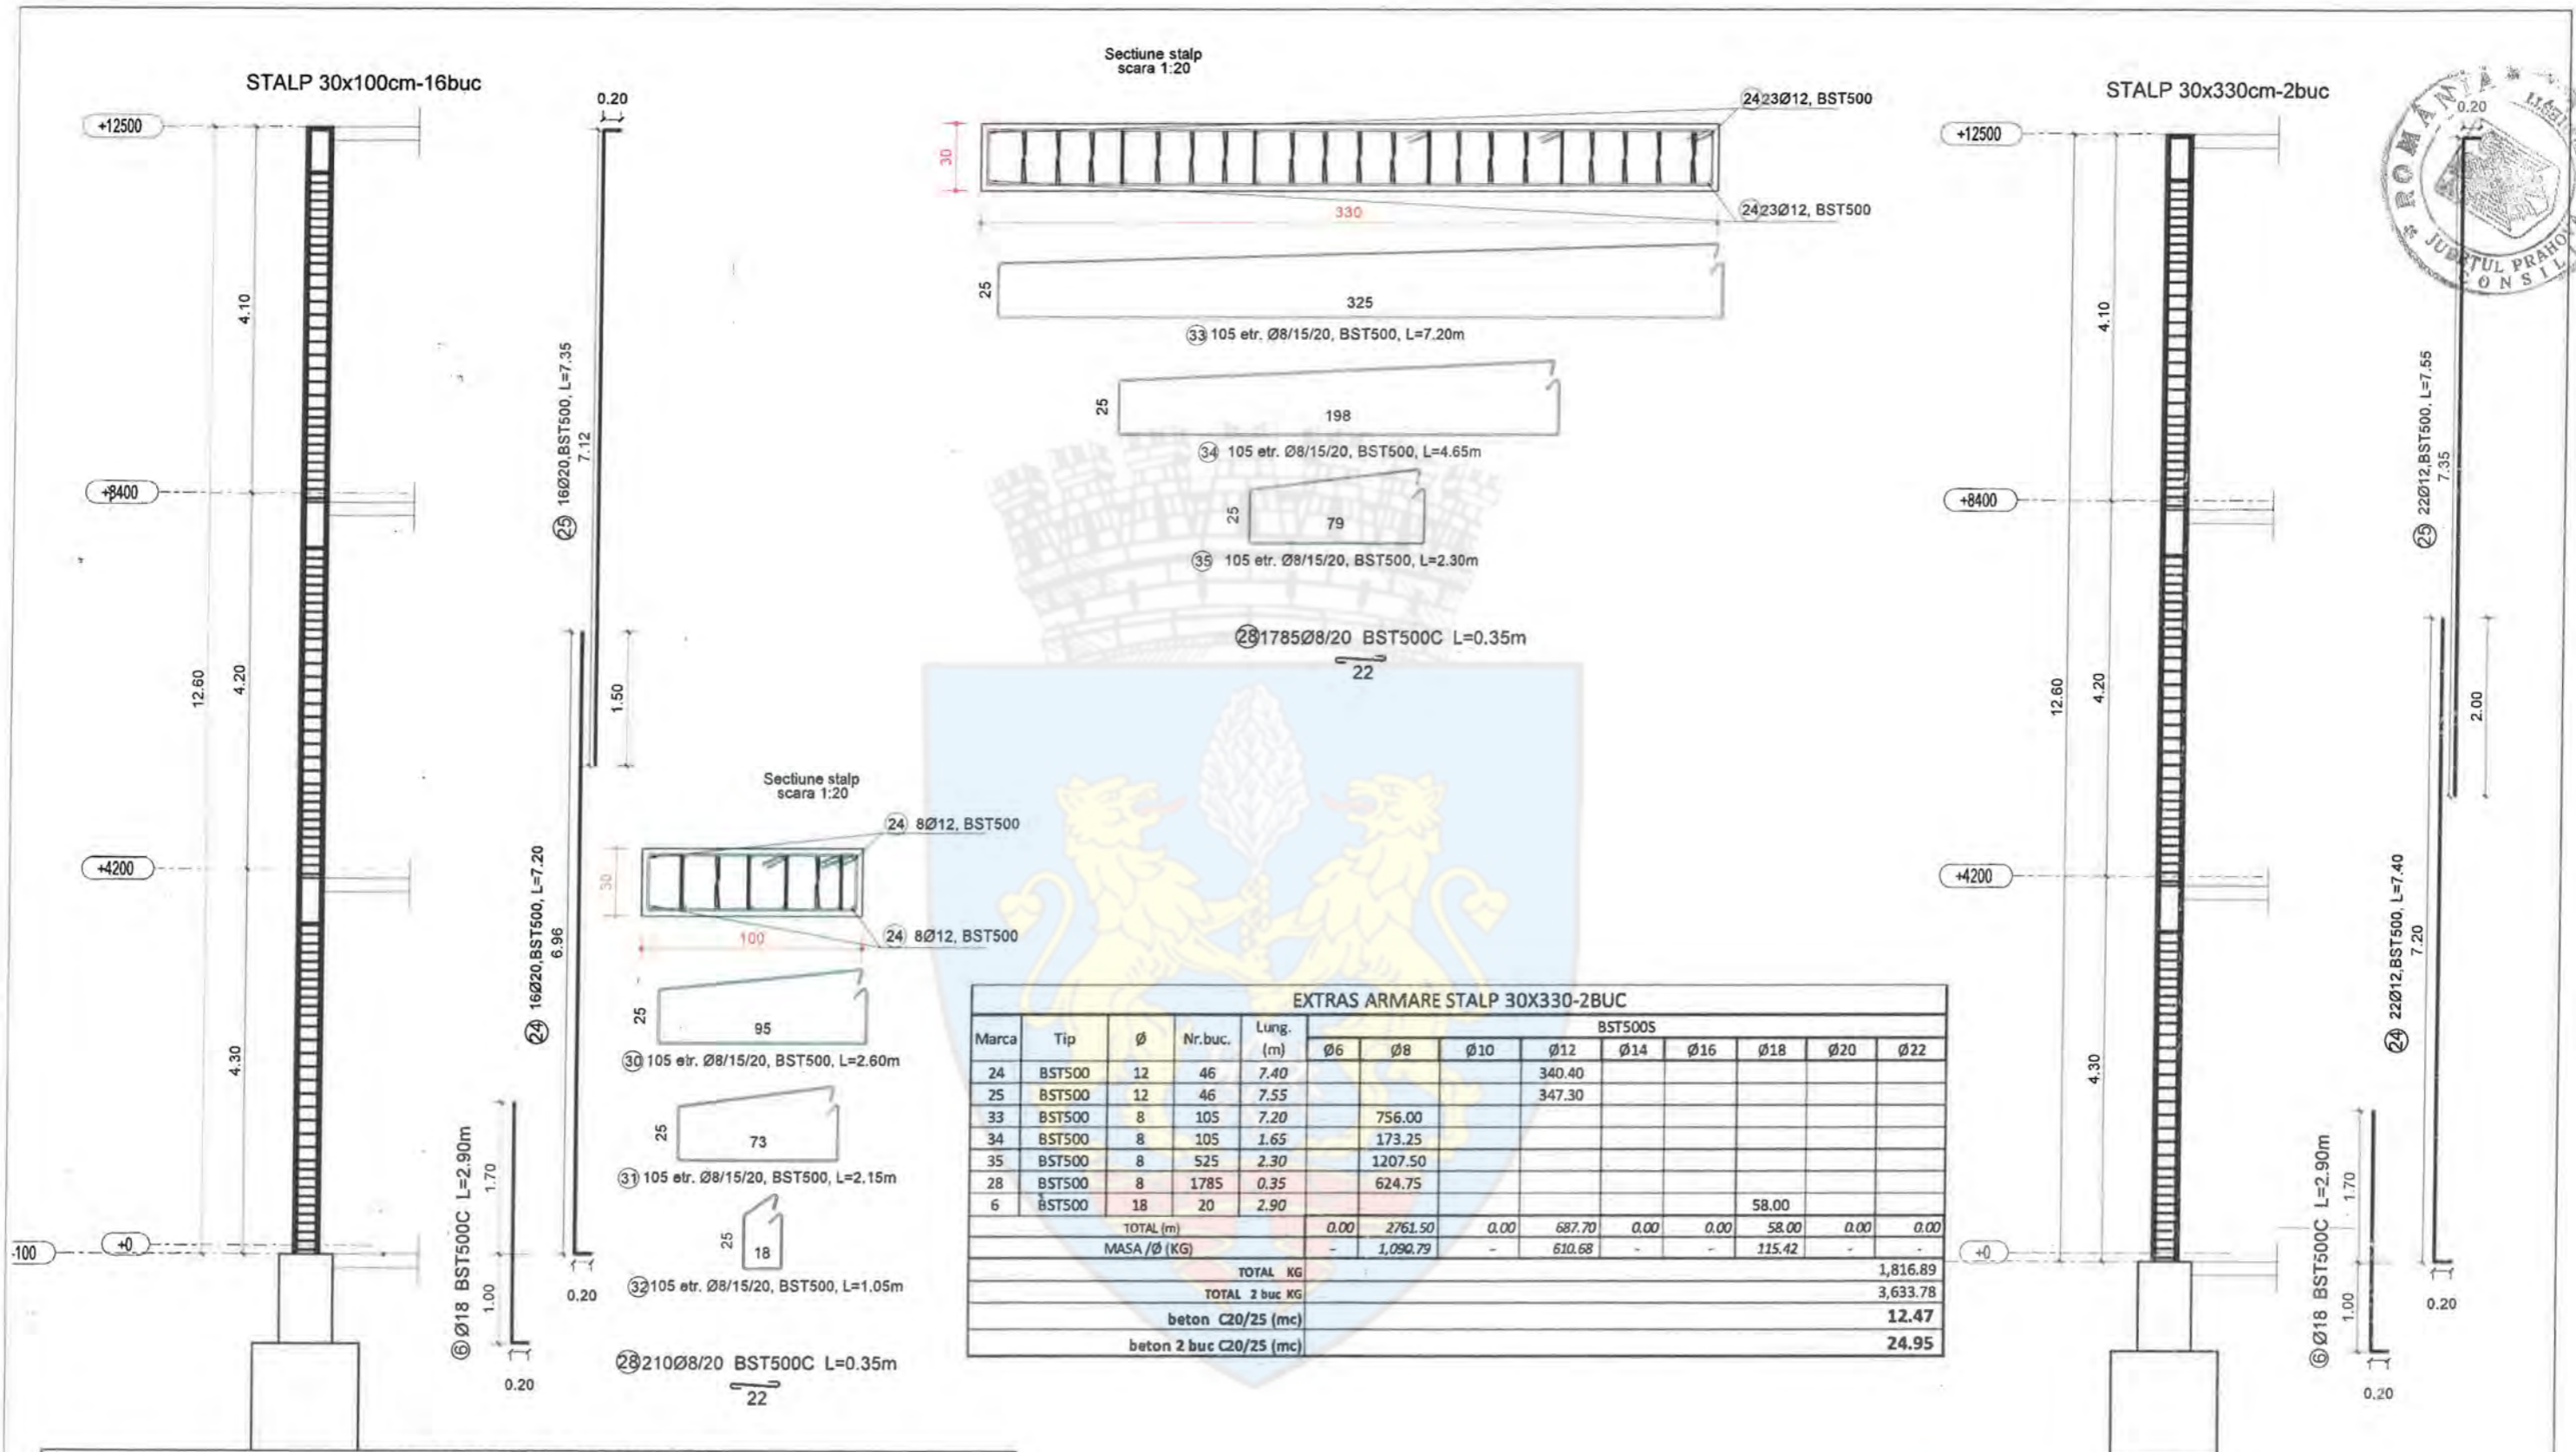 STALP 30x100cm-16buc
+12500
+8400
+4200
+0
-100
12.60
4.10
4.20
4.30
0.20
25 16Ø20,BST500, L=7.35
7.12
1.50
24 16Ø20,BST500, L=7.20
6.96
0.20
6 Ø18 BST500C L=2.90m
1.70
1.00
0.20
Sectiune stalp
scara 1:20
24 23Ø12, BST500
24 23Ø12, BST500
30
330
25
325
33 105 etr. Ø8/15/20, BST500, L=7.20m
25
198
34 105 etr. Ø8/15/20, BST500, L=4.65m
25
79
35 105 etr. Ø8/15/20, BST500, L=2.30m
28 1785Ø8/20 BST500C L=0.35m
22
Sectiune stalp
scara 1:20
24 8Ø12, BST500
24 8Ø12, BST500
30
100
25
95
30 105 etr. Ø8/15/20, BST500, L=2.60m
25
73
31 105 etr. Ø8/15/20, BST500, L=2.15m
25
18
32 105 etr. Ø8/15/20, BST500, L=1.05m
28 210Ø8/20 BST500C L=0.35m
22
EXTRAS ARMARE STALP 30X330-2BUC
Marca Tip Ø Nr.buc. Lung. (m) BST500S
Ø6 Ø8 Ø10 Ø12 Ø14 Ø16 Ø18 Ø20 Ø22
24 BST500 12 46 7.40 340.40
25 BST500 12 46 7.55 347.30
33 BST500 8 105 7.20 756.00
34 BST500 8 105 1.65 173.25
35 BST500 8 525 2.30 1207.50
28 BST500 8 1785 0.35 624.75
6 BST500 18 20 2.90 58.00
TOTAL (m) 0.00 2761.50 0.00 687.70 0.00 0.00 58.00 0.00 0.00
MASA /Ø (KG) - 1,090.79 - 610.68 - - 115.42 - -
TOTAL KG 1,816.89
TOTAL 2 buc KG 3,633.78
beton C20/25 (mc) 12.47
beton 2 buc C20/25 (mc) 24.95
STALP 30x330cm-2buc
+12500
+8400
+4200
+0
12.60
4.10
4.20
4.30
0.20
25 22Ø12,BST500, L=7.55
7.35
2.00
24 22Ø12,BST500, L=7.40
7.20
0.20
6 Ø18 BST500C L=2.90m
1.70
1.00
0.20
ROMÂNIA
JUDEȚUL PRAHOV
CONSIL